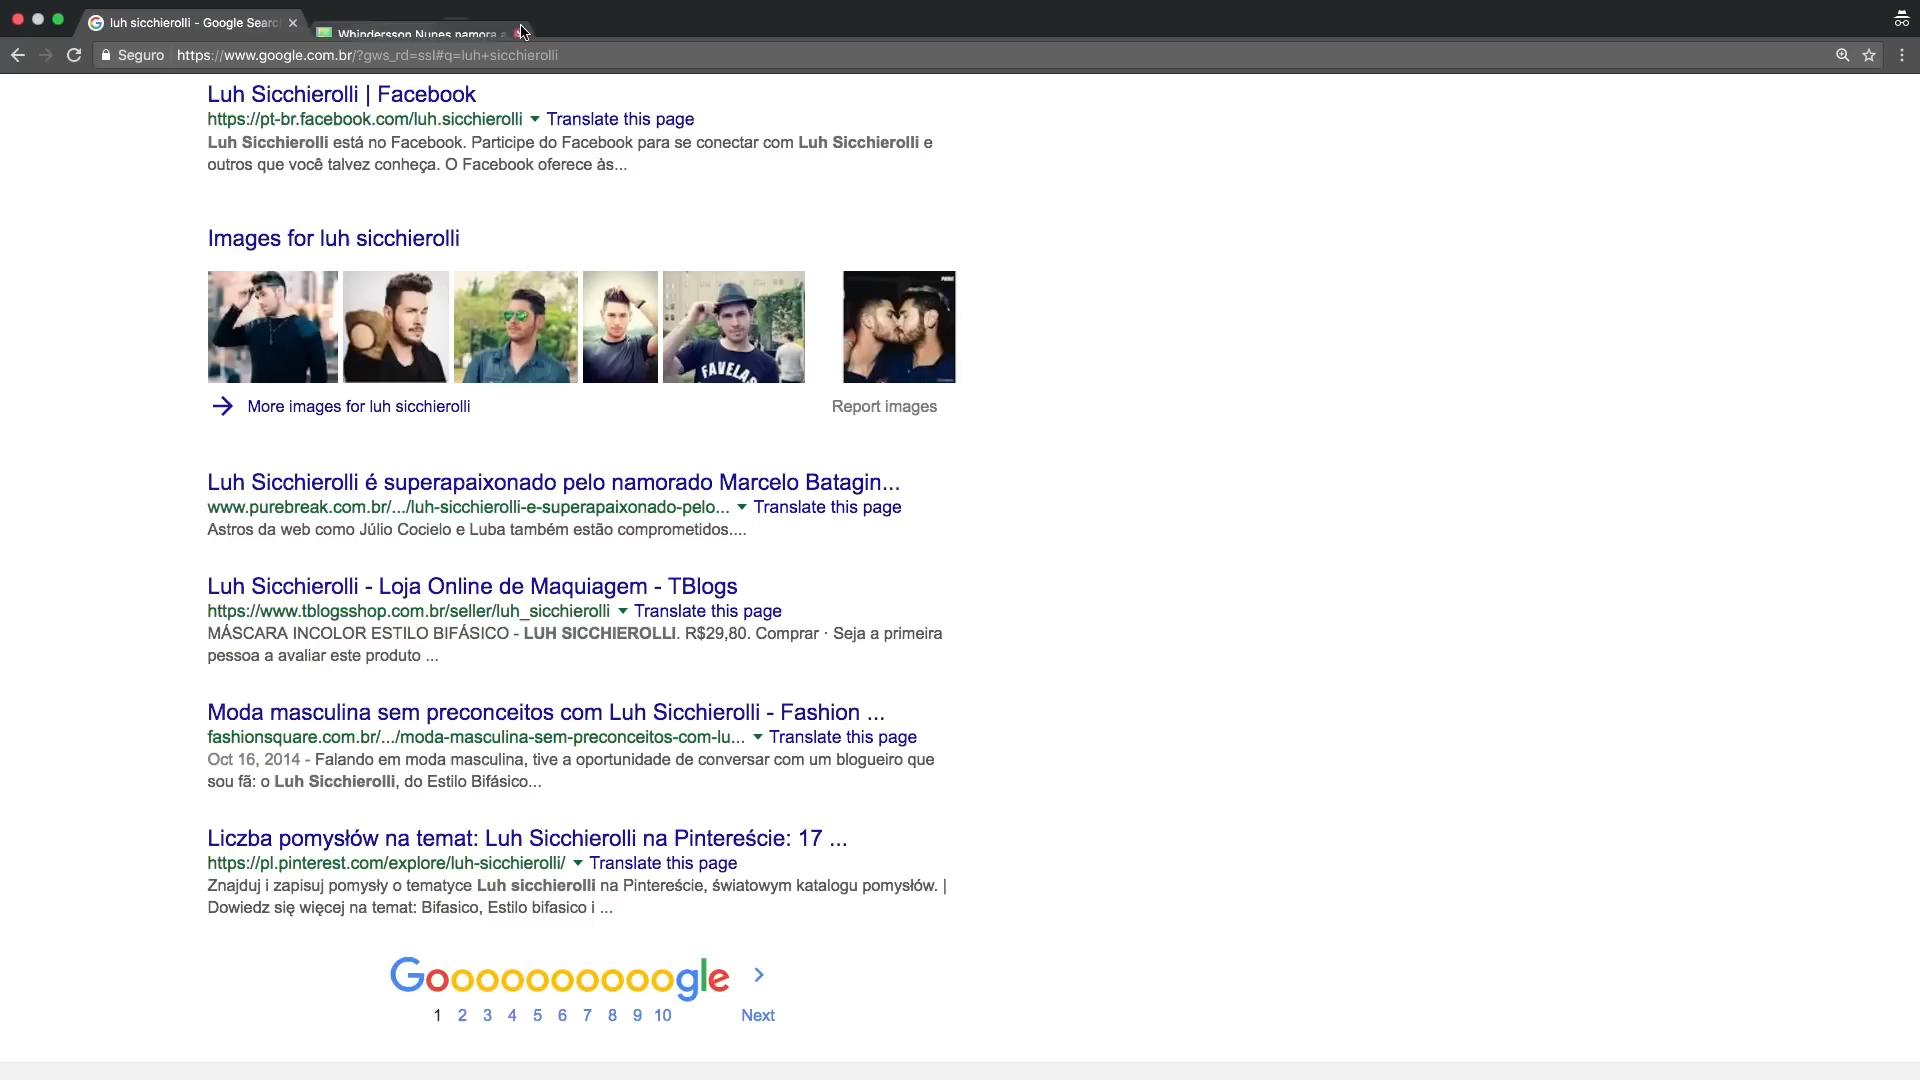 luh sicchierolli - Google Searc
Whindersson Nunes namora
Seguro https://www.google.com.br/?gws_rd=ssl#q=luh+sicchierolli
Luh Sicchierolli | Facebook
https://pt-br.facebook.com/luh.sicchierolli Translate this page
Luh Sicchierolli está no Facebook. Participe do Facebook para se conectar com Luh Sicchierolli e
outros que você talvez conheça. O Facebook oferece às...
Images for luh sicchierolli
FAVELAS
More images for luh sicchierolli
Report images
Luh Sicchierolli é superapaixonado pelo namorado Marcelo Batagin...
www.purebreak.com.br/.../luh-sicchierolli-e-superapaixonado-pelo... Translate this page
Astros da web como Júlio Cocielo e Luba também estão comprometidos....
Luh Sicchierolli - Loja Online de Maquiagem - TBlogs
https://www.tblogsshop.com.br/seller/luh_sicchierolli Translate this page
MÁSCARA INCOLOR ESTILO BIFÁSICO - LUH SICCHIEROLLI. R$29,80. Comprar · Seja a primeira
pessoa a avaliar este produto ...
Moda masculina sem preconceitos com Luh Sicchierolli - Fashion ...
fashionsquare.com.br/.../moda-masculina-sem-preconceitos-com-lu... Translate this page
Oct 16, 2014 - Falando em moda masculina, tive a oportunidade de conversar com um blogueiro que
sou fã: o Luh Sicchierolli, do Estilo Bifásico...
Liczba pomysłów na temat: Luh Sicchierolli na Pintereście: 17 ...
https://pl.pinterest.com/explore/luh-sicchierolli/ Translate this page
Znajduj i zapisuj pomysły o tematyce Luh sicchierolli na Pintereście, światowym katalogu pomysłów. |
Dowiedz się więcej na temat: Bifasico, Estilo bifasico i ...
Goooooooooogle
1 2 3 4 5 6 7 8 9 10 Next